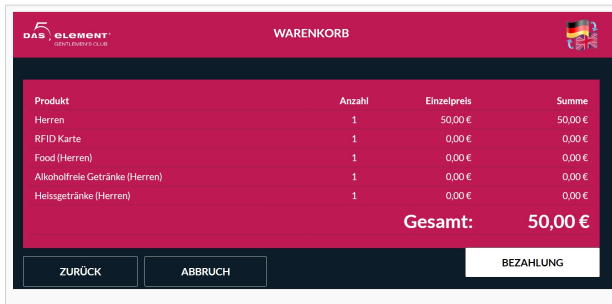 DAS 5 ELEMENT
GENTLEMEN'S CLUB
WARENKORB
Produkt Anzahl Einzelpreis Summe
Herren 1 50,00 € 50,00 €
RFID Karte 1 0,00 € 0,00 €
Food (Herren) 1 0,00 € 0,00 €
Alkoholfreie Getränke (Herren) 1 0,00 € 0,00 €
Heissgetränke (Herren) 1 0,00 € 0,00 €
Gesamt: 50,00 €
ZURÜCK ABBRUCH BEZAHLUNG